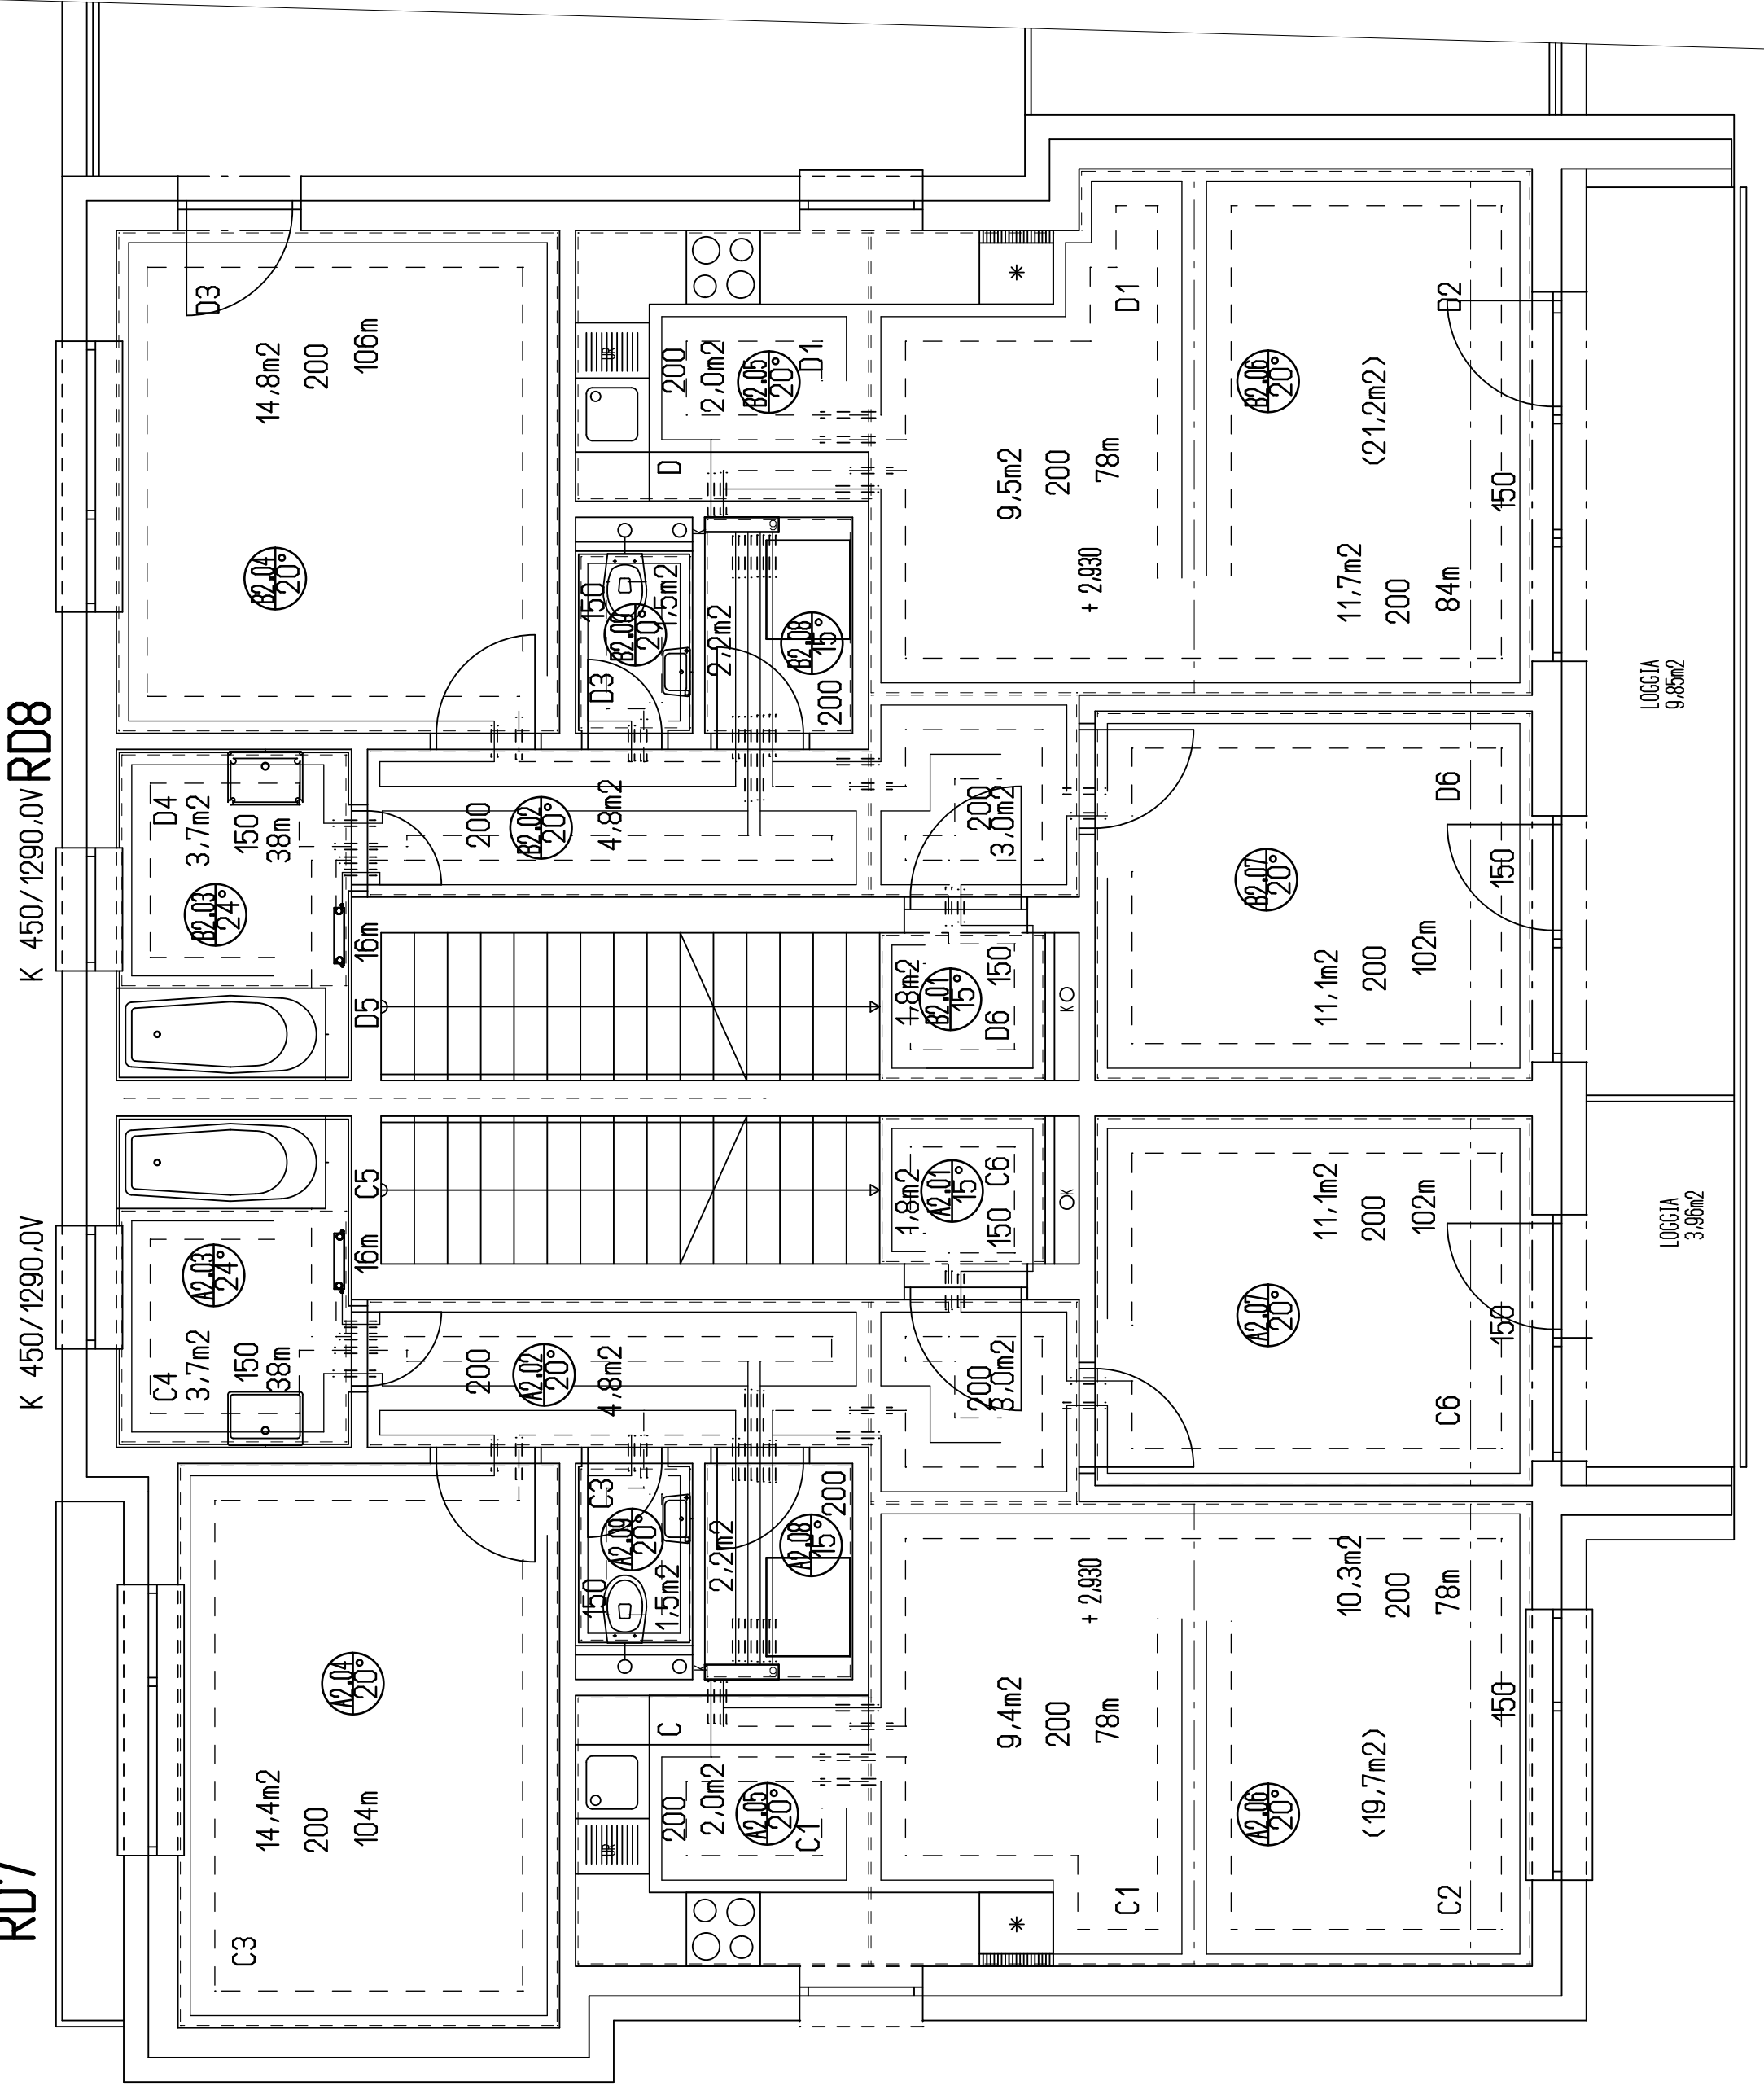 RD8
K 450/1290,0V
K 450/1290,0V
RD7
D3
14,8m2
200
106m
B2.04
20°
D4
3,7m2
150
38m
B2.03
24°
16m
D5
200
2,0m2
B2.05
20°
D1
D
150
B2.09
20°
1,5m2
D3
2,2m2
B2.08
15°
200
200
B2.02
20°
4,8m2
200
3,0m2
1,8m2
B2.01
15°
150
D6
K
D1
9,5m2
200
78m
+ 2,930
B2.06
20°
(21,2m2)
D2
11,7m2
200
84m
150
D6
B2.07
20°
11,1m2
200
102m
150
LOGGIA
9,85m2
C5
16m
A2.03
24°
C4
3,7m2
150
38m
200
A2.02
20°
4,8m2
1,8m2
A2.01
15°
150 C6
K
200
3,0m2
11,1m2
200
102m
A2.07
20°
150
C6
LOGGIA
3,96m2
C3
A2.09
20°
150
1,5m2
2,2m2
A2.08
15°
200
A2.04
20°
14,4m2
200
104m
C3
C
200
2,0m2
A2.05
20°
C1
+ 2,930
9,4m2
200
78m
C1
10,3m2
200
78m
150
A2.06
20°
(19,7m2)
C2